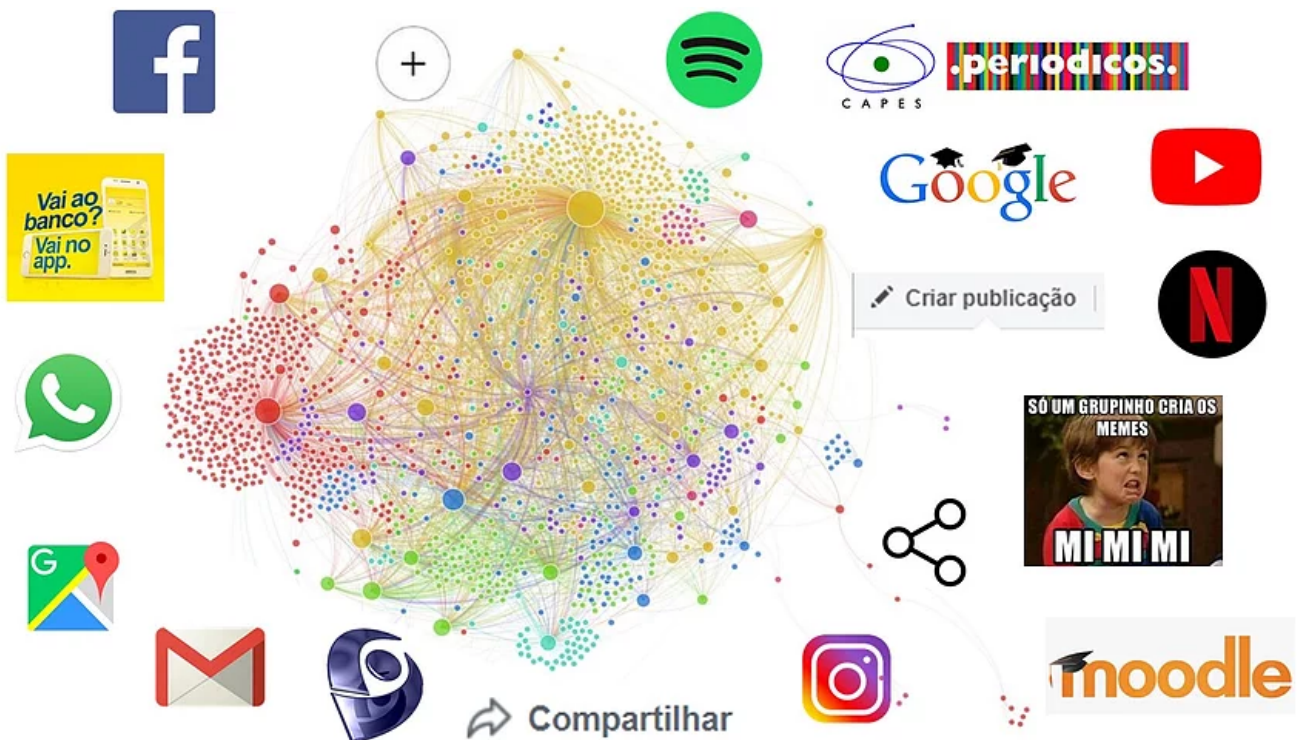 CAPES
.periodicos.
Google
Vai ao
banco?
Vai no
app.
Criar publicação
SÓ UM GRUPINHO CRIA OS
MEMES
MI MI MI
G
N
moodle
Compartilhar